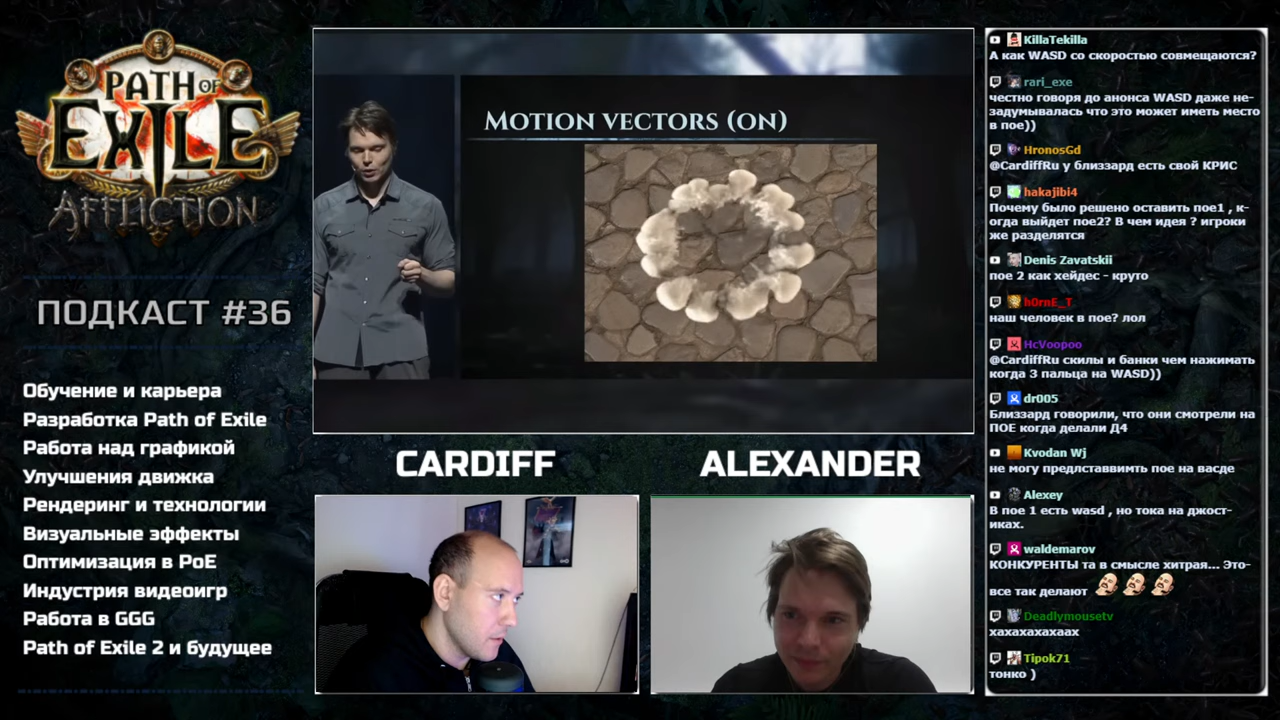 PATH OF
EXILE
AFFLICTION
ПОДКАСТ #36
Обучение и карьера
Разработка Path of Exile
Работа над графикой
Улучшения движка
Рендеринг и технологии
Визуальные эффекты
Оптимизация в PoE
Индустрия видеоигр
Работа в GGG
Path of Exile 2 и будущее
MOTION VECTORS (ON)
CARDIFF
ALEXANDER
KillaTekilla
А как WASD со скоростью совмещаются?
rari_exe
честно говоря до анонса WASD даже не-
задумывалась что это может иметь место
в пое))
HronosGd
@CardiffRu у близзард есть свой КРИС
hakajibi4
Почему было решено оставить пое1 , к-
огда выйдет пое2? В чем идея ? игроки
же разделятся
Denis Zavatskii
пое 2 как хейдес - круто
h0rnE_T
наш человек в пое? лол
HcVoopoo
@CardiffRu скилы и банки чем нажимать
когда 3 пальца на WASD))
dr005
Близзард говорили, что они смотрели на
ПОЕ когда делали Д4
Kvodan Wj
не могу предлставвимть пое на васде
Alexey
В пое 1 есть wasd , но тока на джост-
иках.
waldemarov
КОНКУРЕНТЫ та в смысле хитрая... Это-
все так делают
Deadlymousetv
хахахахахаах
Tipok71
тонко )